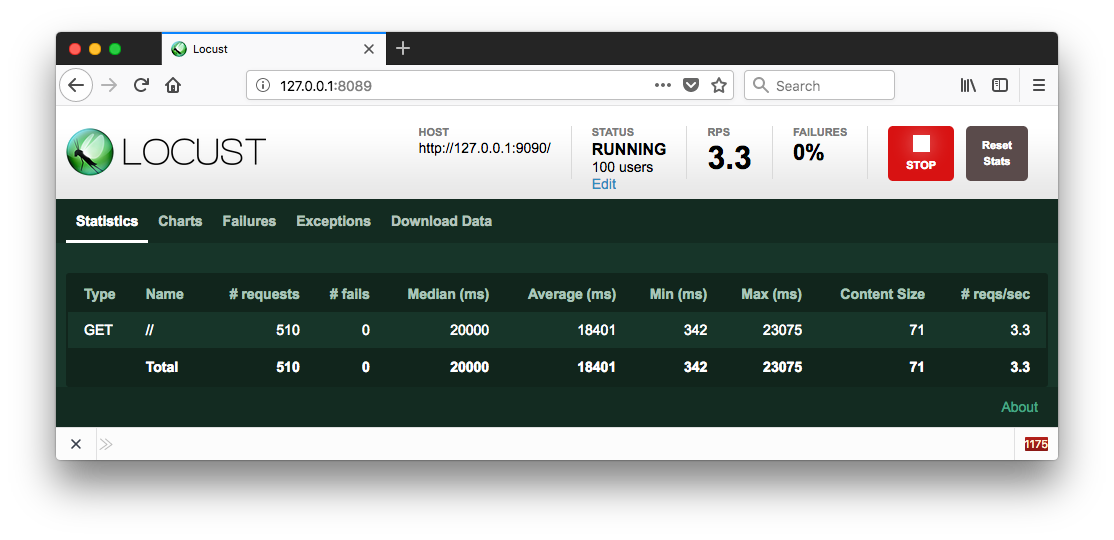 Locust
127.0.0.1:8089
Search
LOCUST
HOST
http://127.0.0.1:9090/
STATUS
RUNNING
100 users
Edit
RPS
3.3
FAILURES
0%
STOP
Reset
Stats
Statistics Charts Failures Exceptions Download Data
Type Name # requests # fails Median (ms) Average (ms) Min (ms) Max (ms) Content Size # reqs/sec
GET // 510 0 20000 18401 342 23075 71 3.3
Total 510 0 20000 18401 342 23075 71 3.3
About
1175